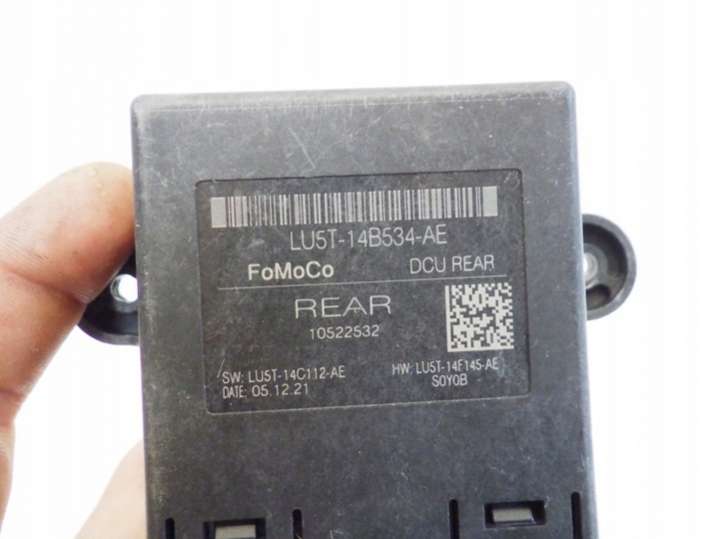 LU5T-14B534-AE
FoMoCo DCU REAR
REAR
10522532
SW: LU5T-14C112-AE HW: LU5T-14F145-AE
DATE: 05.12.21 S0Y0B